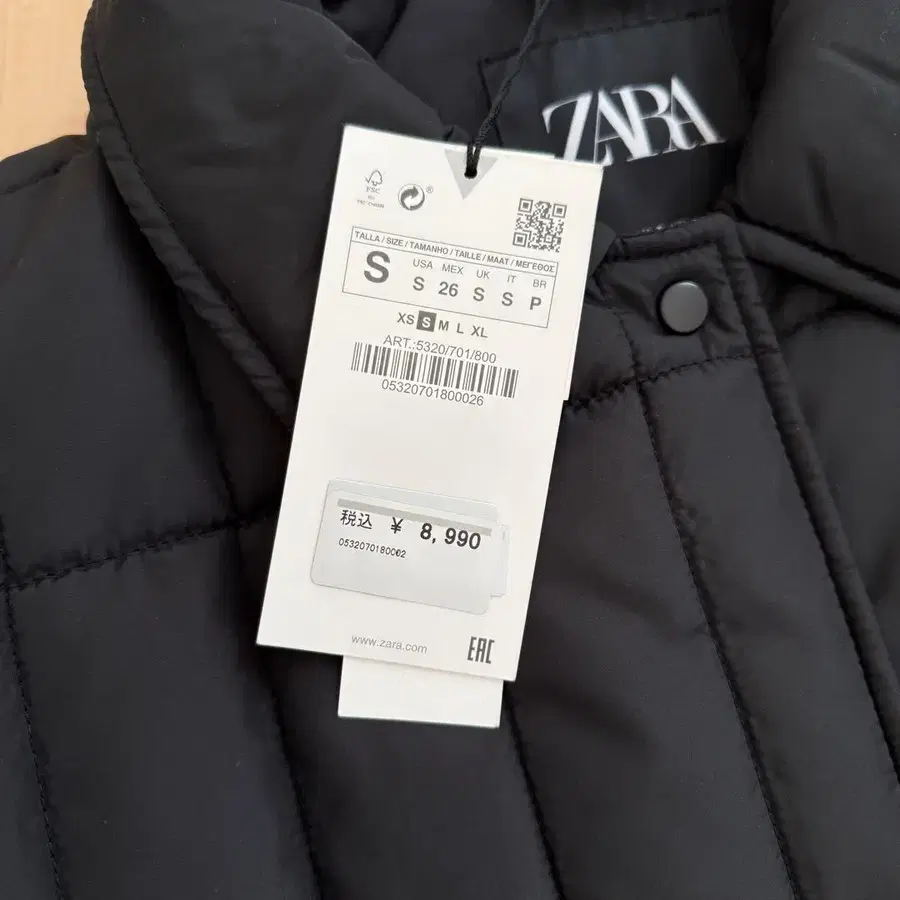 ZARA
FSC
®
TALLA / SIZE / TAMANHO / TAILLE / MAAT / ΜΕΓΕΘΟΣ
S
USA MEX UK IT BR
S 26 S S P
XS S M L XL
ART.:5320/701/800
05320701800026
税込 ¥ 8,990
0532070180002
www.zara.com
EAC